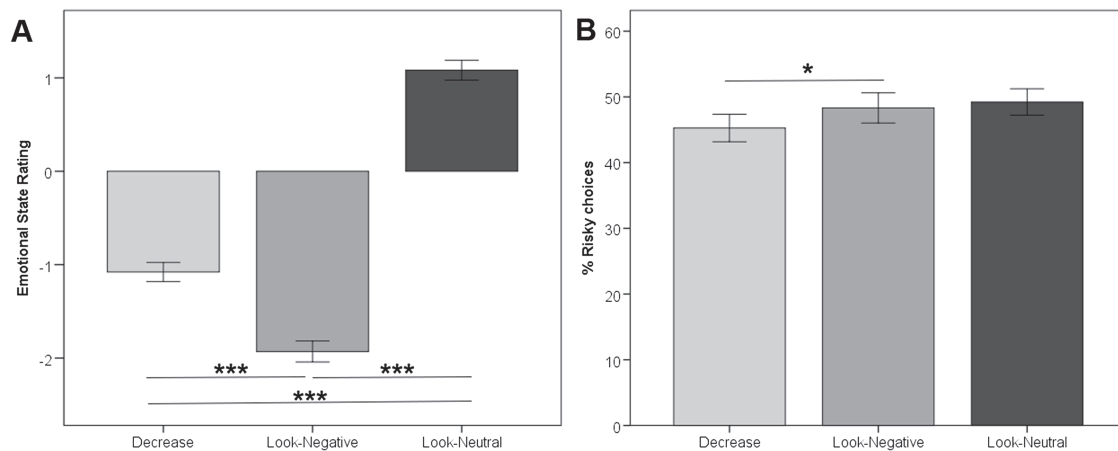 A
Emotional State Rating
1
0
-1
-2
***
***
***
Decrease
Look-Negative
Look-Neutral
B
% Risky choices
60
50
40
30
20
10
0
*
Decrease
Look-Negative
Look-Neutral